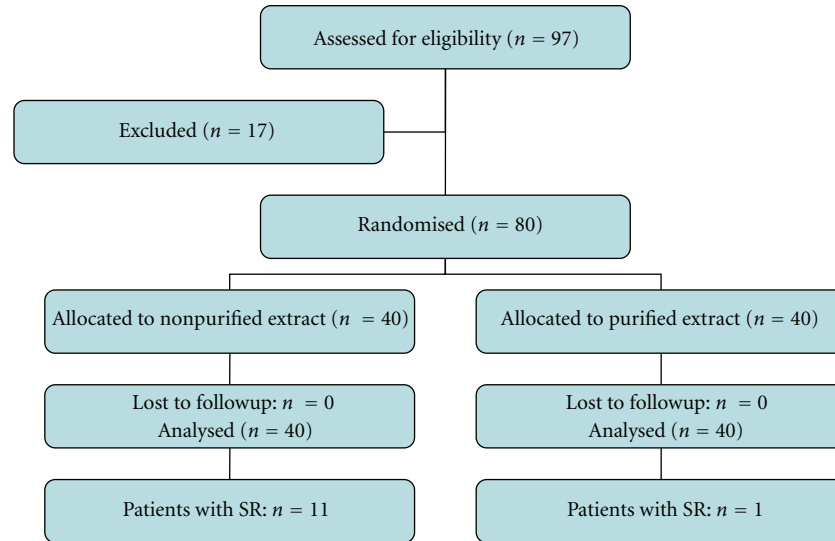 Assessed for eligibility (n = 97)
Excluded (n = 17)
Randomised (n = 80)
Allocated to nonpurified extract (n = 40)
Allocated to purified extract (n = 40)
Lost to followup: n = 0
Analysed (n = 40)
Lost to followup: n = 0
Analysed (n = 40)
Patients with SR: n = 11
Patients with SR: n = 1